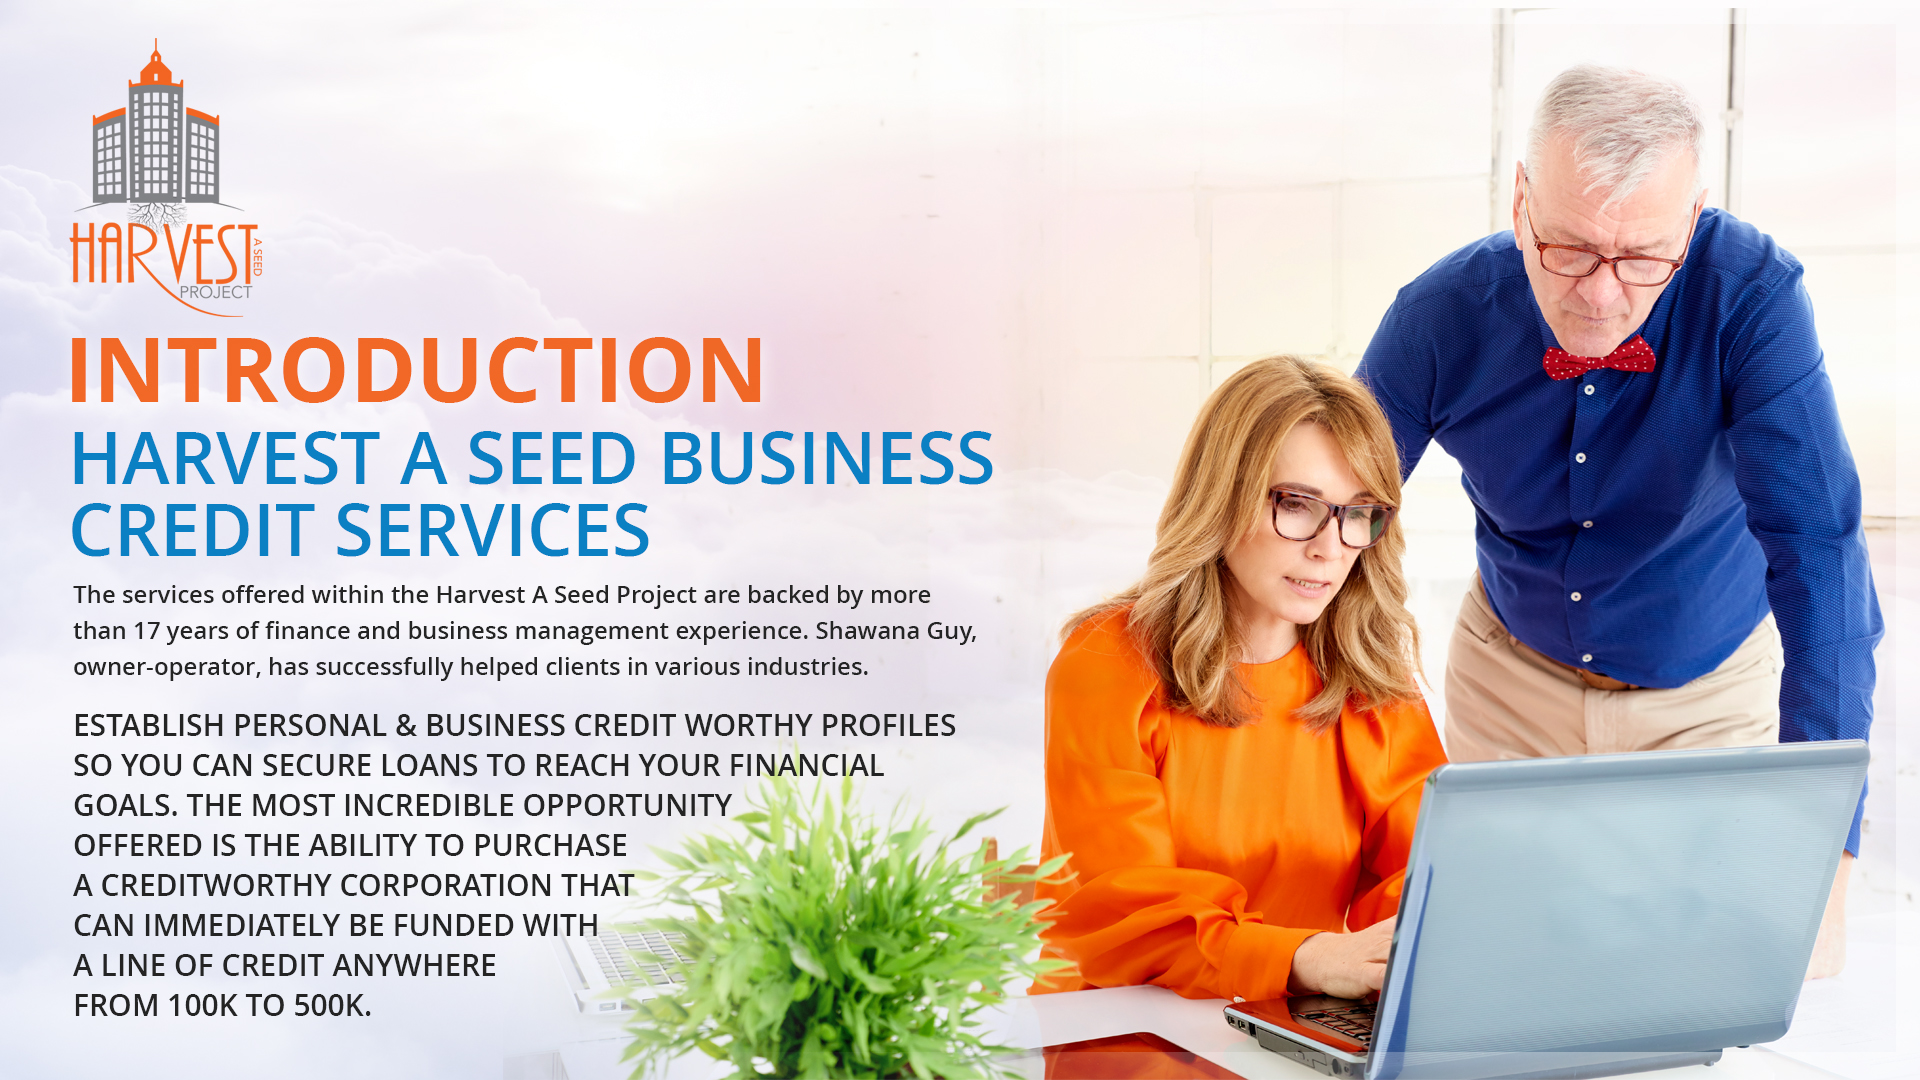 HARVEST
A SEED
PROJECT
INTRODUCTION
HARVEST A SEED BUSINESS
CREDIT SERVICES
The services offered within the Harvest A Seed Project are backed by more
than 17 years of finance and business management experience. Shawana Guy,
owner-operator, has successfully helped clients in various industries.
ESTABLISH PERSONAL & BUSINESS CREDIT WORTHY PROFILES
SO YOU CAN SECURE LOANS TO REACH YOUR FINANCIAL
GOALS. THE MOST INCREDIBLE OPPORTUNITY
OFFERED IS THE ABILITY TO PURCHASE
A CREDITWORTHY CORPORATION THAT
CAN IMMEDIATELY BE FUNDED WITH
A LINE OF CREDIT ANYWHERE
FROM 100K TO 500K.